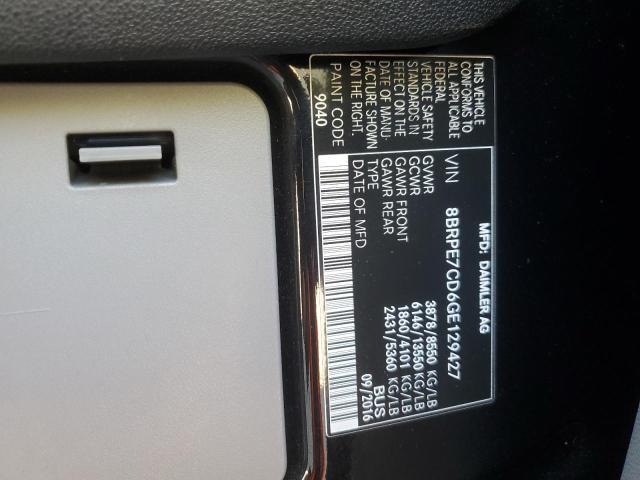 MFD: DAIMLER AG
VIN 8BRPE7CD6GE129427
THIS VEHICLE
CONFORMS TO
ALL APPLICABLE
FEDERAL
VEHICLE SAFETY
STANDARDS IN
EFFECT ON THE
DATE OF MANU-
FACTURE SHOWN
ON THE RIGHT.
PAINT CODE
9040
GVWR 3878/8550 KG/LB
GCWR 6146/13550 KG/LB
GAWR FRONT 1860/4101 KG/LB
GAWR REAR 2431/5360 KG/LB
TYPE BUS
DATE OF MFD 09/2016